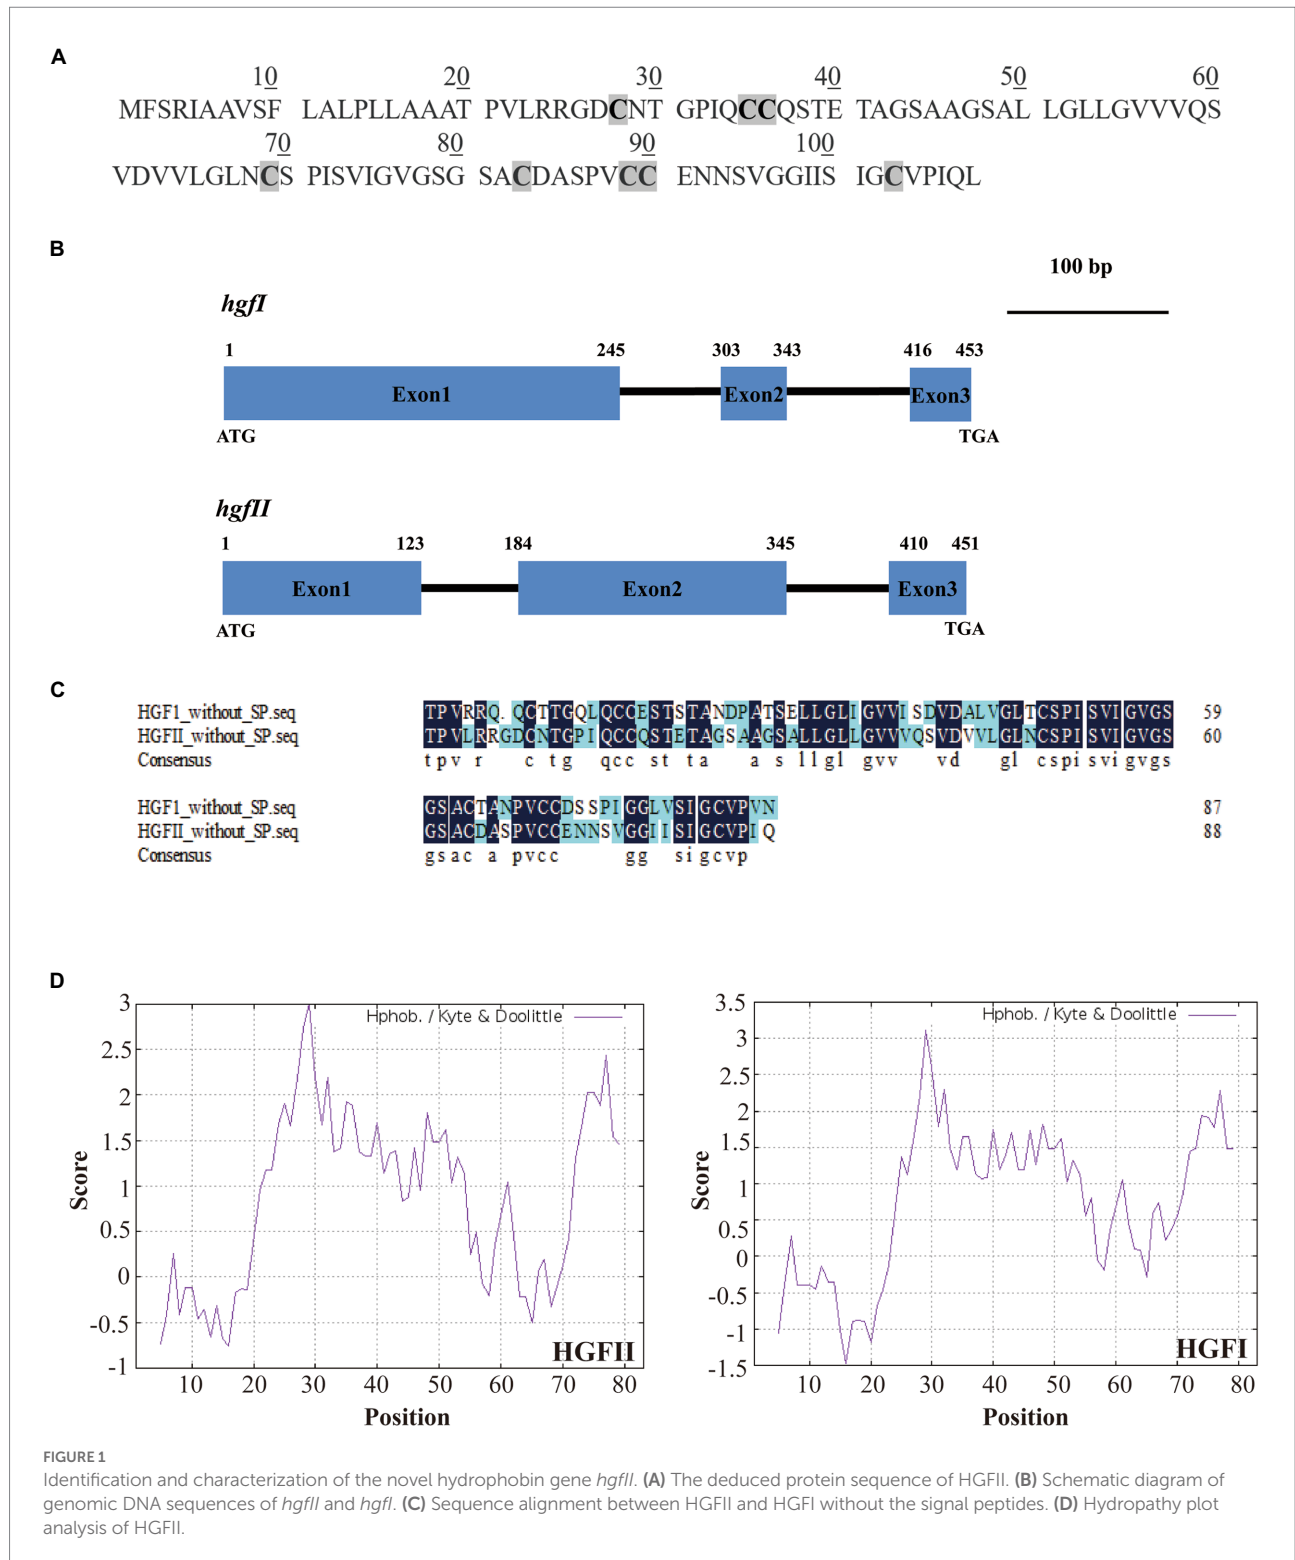 A
10 20 30 40 50 60
MFSRIAAVSF LALPLLAAAT PVLRRGDCNT GPIQCCQSTE TAGSAAGSAL LGLLGVVVQS
70 80 90 100
VDVVLGLNCS PISVIGVGSG SACDASPVCC ENNSVGGIIS IGCVPIQL
B
100 bp
hgfI
1 245 303 343 416 453
Exon1 Exon2 Exon3
ATG TGA
hgfII
1 123 184 345 410 451
Exon1 Exon2 Exon3
ATG TGA
C
HGF1_without_SP.seq TPVRRQ.QCTTGQLQCCESTSTANDPATSELLGLIGVVISDVDALVGLTCSPISVIGVGS 59
HGFII_without_SP.seq TPVLRRGDCNTGPIQCCQSTETAGSAAGSALLGLLGVVVQSVDVVLGLNCSPISVIGVGS 60
Consensus tpv r c tg qcc st ta a s llgl gvv vd gl cspisvigvgs
HGF1_without_SP.seq GSACTANPVCCDSSPIGGLVSIGCVPVN 87
HGFII_without_SP.seq GSACDASPVCCENNSVGGIISIGCVPIQ 88
Consensus gsac a pvcc gg sigcvp
D
Hphob. / Kyte & Doolittle
3
2.5
2
1.5
1
0.5
0
-0.5
-1
Score
HGFII
10 20 30 40 50 60 70 80
Position
Hphob. / Kyte & Doolittle
3.5
3
2.5
2
1.5
1
0.5
0
-0.5
-1
-1.5
Score
HGFI
10 20 30 40 50 60 70 80
Position
FIGURE 1
Identification and characterization of the novel hydrophobin gene hgfII. (A) The deduced protein sequence of HGFII. (B) Schematic diagram of
genomic DNA sequences of hgfII and hgfI. (C) Sequence alignment between HGFII and HGFI without the signal peptides. (D) Hydropathy plot
analysis of HGFII.